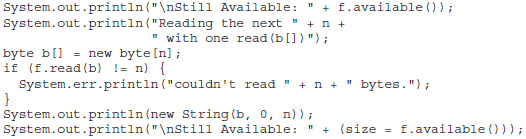 System.out.println("\nStill Available: " + f.available());
System.out.println("Reading the next " + n +
" with one read(b[])");
byte b[] = new byte[n];
if (f.read(b) != n) {
System.err.println("couldn't read " + n + " bytes.");
}
System.out.println(new String(b, 0, n));
System.out.println("\nStill Available: " + (size = f.available()));